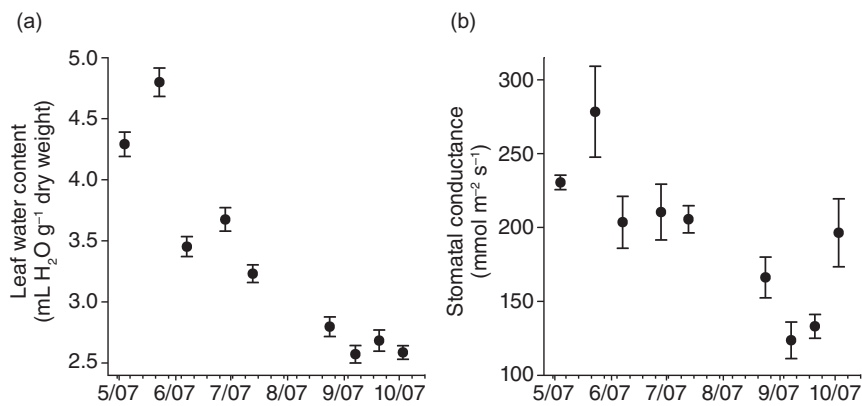 (a)
5.0
4.5
4.0
3.5
3.0
2.5
Leaf water content
(mL H₂O g⁻¹ dry weight)
5/07 6/07 7/07 8/07 9/07 10/07
(b)
300
250
200
150
100
Stomatal conductance
(mmol m⁻² s⁻¹)
5/07 6/07 7/07 8/07 9/07 10/07